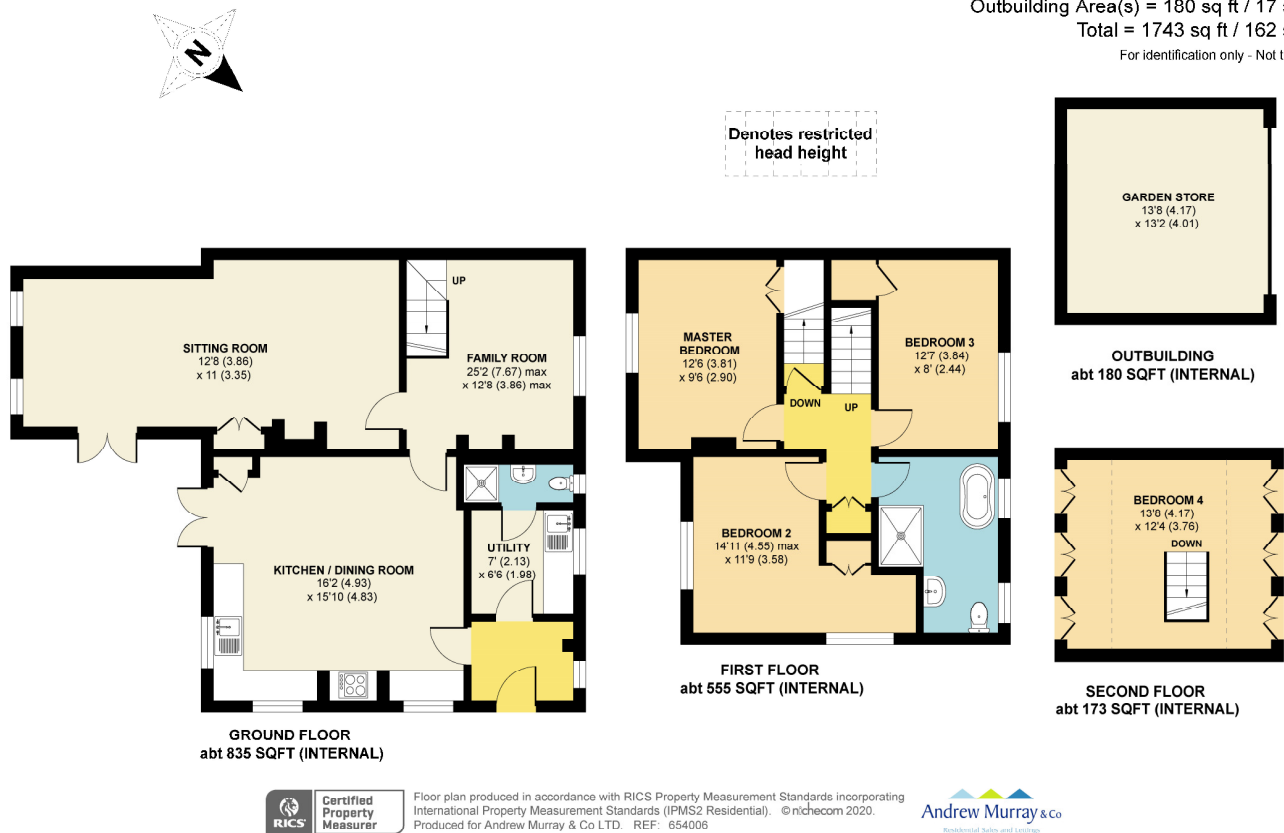 Outbuilding Area(s) = 180 sq ft / 17
Total = 1743 sq ft / 162
For identification only - Not
N
Denotes restricted
head height
GARDEN STORE
13'8 (4.17)
x 13'2 (4.01)
OUTBUILDING
abt 180 SQFT (INTERNAL)
UP
SITTING ROOM
12'8 (3.86)
x 11 (3.35)
FAMILY ROOM
25'2 (7.67) max
x 12'8 (3.86) max
KITCHEN / DINING ROOM
16'2 (4.93)
x 15'10 (4.83)
UTILITY
7' (2.13)
x 6'6 (1.98)
GROUND FLOOR
abt 835 SQFT (INTERNAL)
MASTER
BEDROOM
12'6 (3.81)
x 9'6 (2.90)
BEDROOM 3
12'7 (3.84)
x 8' (2.44)
DOWN
UP
BEDROOM 2
14'11 (4.55) max
x 11'9 (3.58)
FIRST FLOOR
abt 555 SQFT (INTERNAL)
BEDROOM 4
13'8 (4.17)
x 12'4 (3.76)
DOWN
SECOND FLOOR
abt 173 SQFT (INTERNAL)
RICS
Certified
Property
Measurer
Floor plan produced in accordance with RICS Property Measurement Standards incorporating
International Property Measurement Standards (IPMS2 Residential). © nichecom 2020.
Produced for Andrew Murray & Co LTD. REF: 654006
Andrew Murray & Co
Residential Sales and Lettings